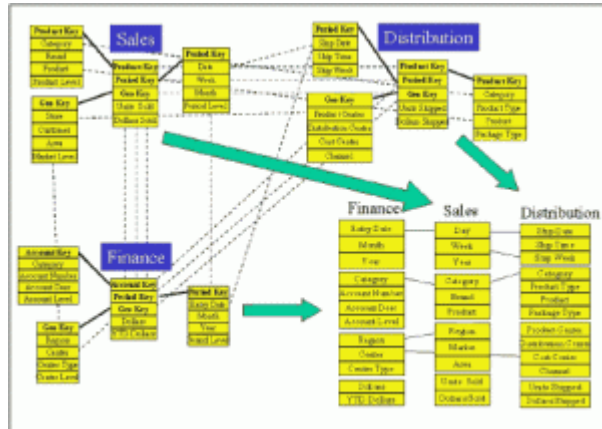 Product Key
Category
Brand
Product
Product Level
Sales
Period Key
Date
Week
Month
Period Level
Product Key
Period Key
Geo Key
Units Sold
Dollars Sold
Geo Key
Store
Customer
Area
Market Level
Period Key
Ship Date
Ship Time
Ship Week
Distribution
Product Key
Period Key
Geo Key
Units Shipped
Dollars Shipped
Product Key
Category
Product Type
Product
Package Type
Geo Key
Product Center
Distribution Center
Cost Center
Channel
Account Key
Category
Account Number
Account Desc
Account Level
Finance
Account Key
Period Key
Geo Key
Dollars
YTD Dollars
Period Key
Entry Date
Month
Year
Geo Key
Region
Center
Center Type
Center Level
Finance
Entry Date
Month
Year
Category
Account Number
Account Desc
Account Level
Region
Center
Center Type
Dollars
YTD Dollars
Sales
Day
Week
Year
Category
Brand
Product
Region
Market
Area
Units Sold
Dollars Sold
Distribution
Ship Date
Ship Time
Ship Week
Category
Product Type
Product
Package Type
Product Center
Distribution Center
Cost Center
Channel
Units Shipped
Dollars Shipped